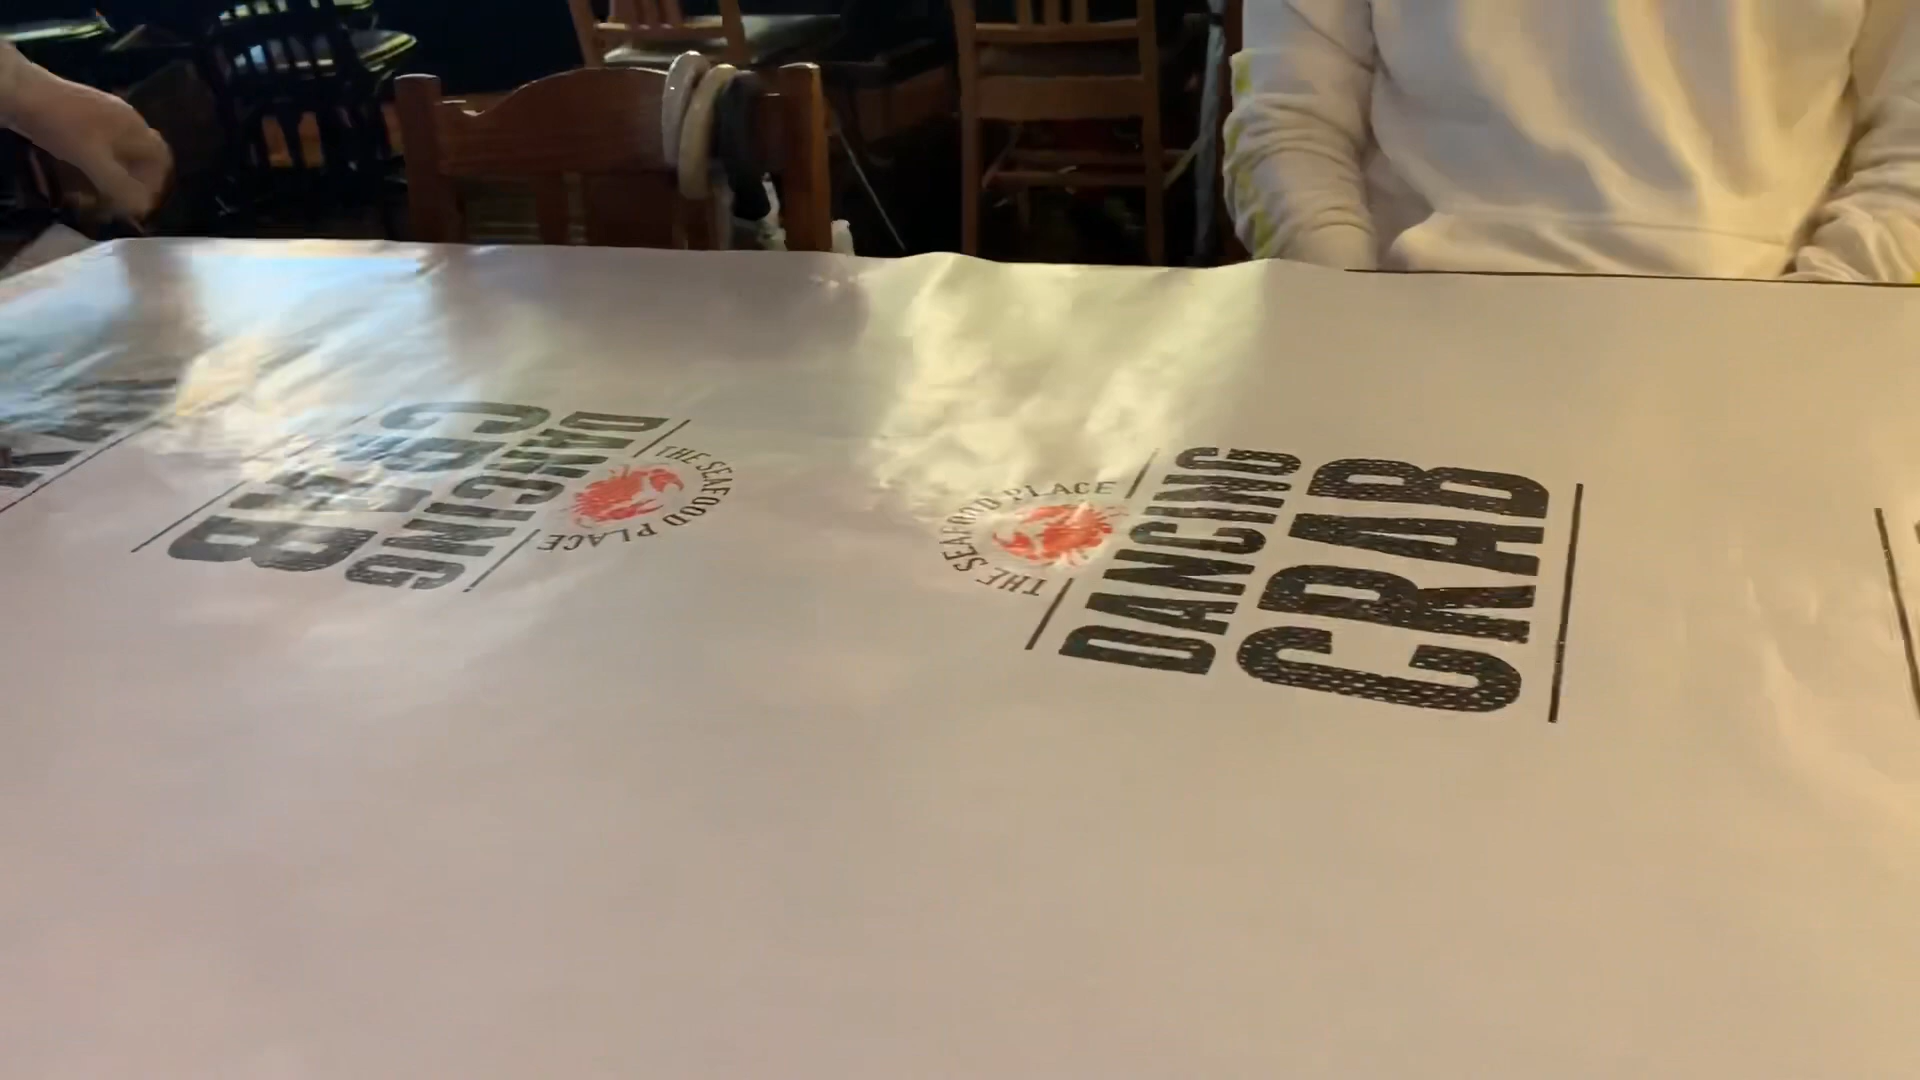 THE SEAFOOD PLACE
DANCING
CRAB
THE SEAFOOD PLACE
DANCING
CRAB